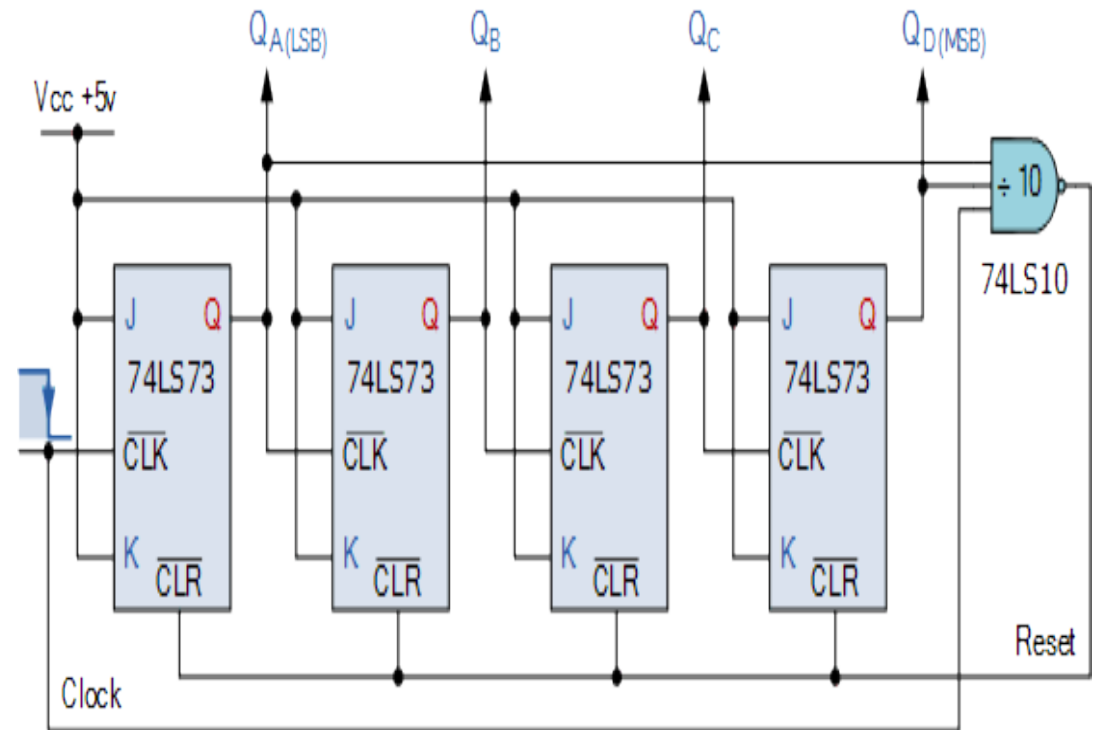 QA(LSB) QB QC QD(MSB)
Vcc +5v
÷ 10
74LS10
J Q J Q J Q J Q
74LS73 74LS73 74LS73 74LS73
CLK CLK CLK CLK
K K K K
CLR CLR CLR CLR
Reset
Clock